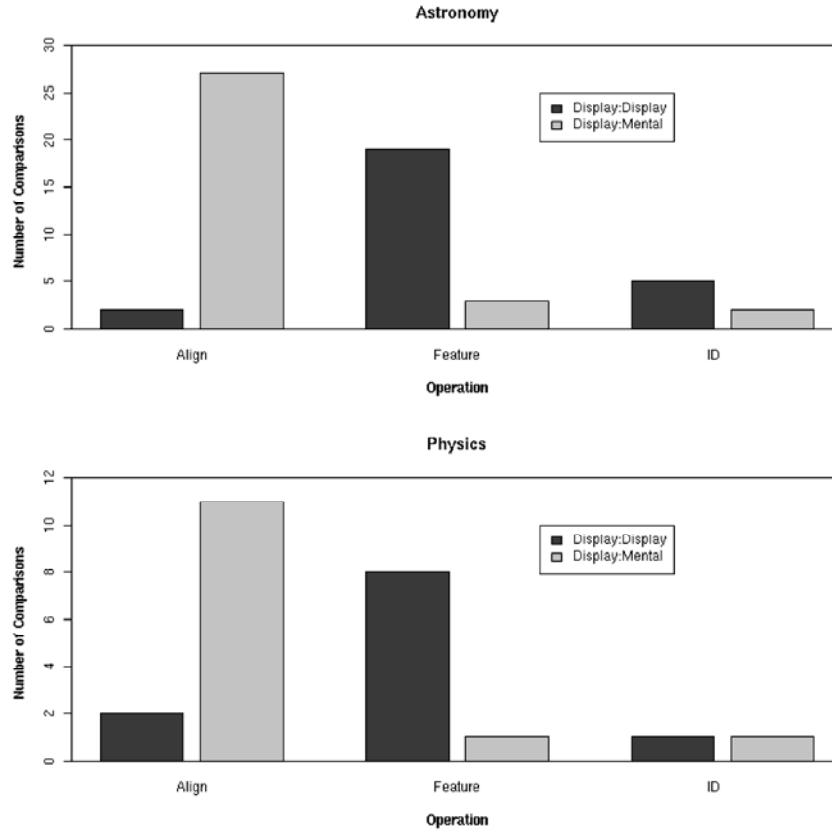 Astronomy
30
25
20
15
10
5
0
Number of Comparisons
Display:Display
Display:Mental
Align Feature ID
Operation
Physics
12
10
8
6
4
2
0
Number of Comparisons
Display:Display
Display:Mental
Align Feature ID
Operation